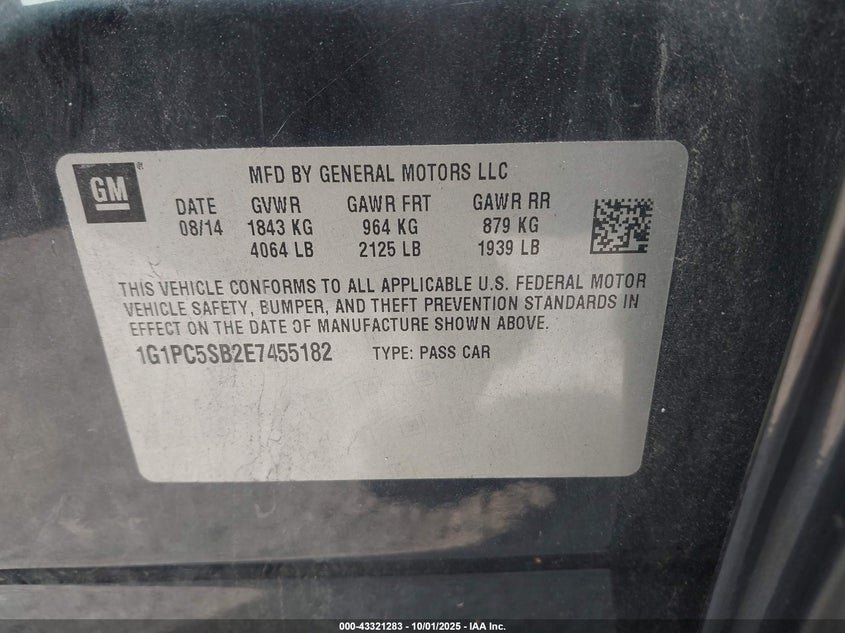 GM ®
MFD BY GENERAL MOTORS LLC
DATE GVWR GAWR FRT GAWR RR
08/14 1843 KG 964 KG 879 KG
4064 LB 2125 LB 1939 LB
THIS VEHICLE CONFORMS TO ALL APPLICABLE U.S. FEDERAL MOTOR
VEHICLE SAFETY, BUMPER, AND THEFT PREVENTION STANDARDS IN
EFFECT ON THE DATE OF MANUFACTURE SHOWN ABOVE.
1G1PC5SB2E7455182 TYPE: PASS CAR
000-43321283 - 10/01/2025 - IAA Inc.